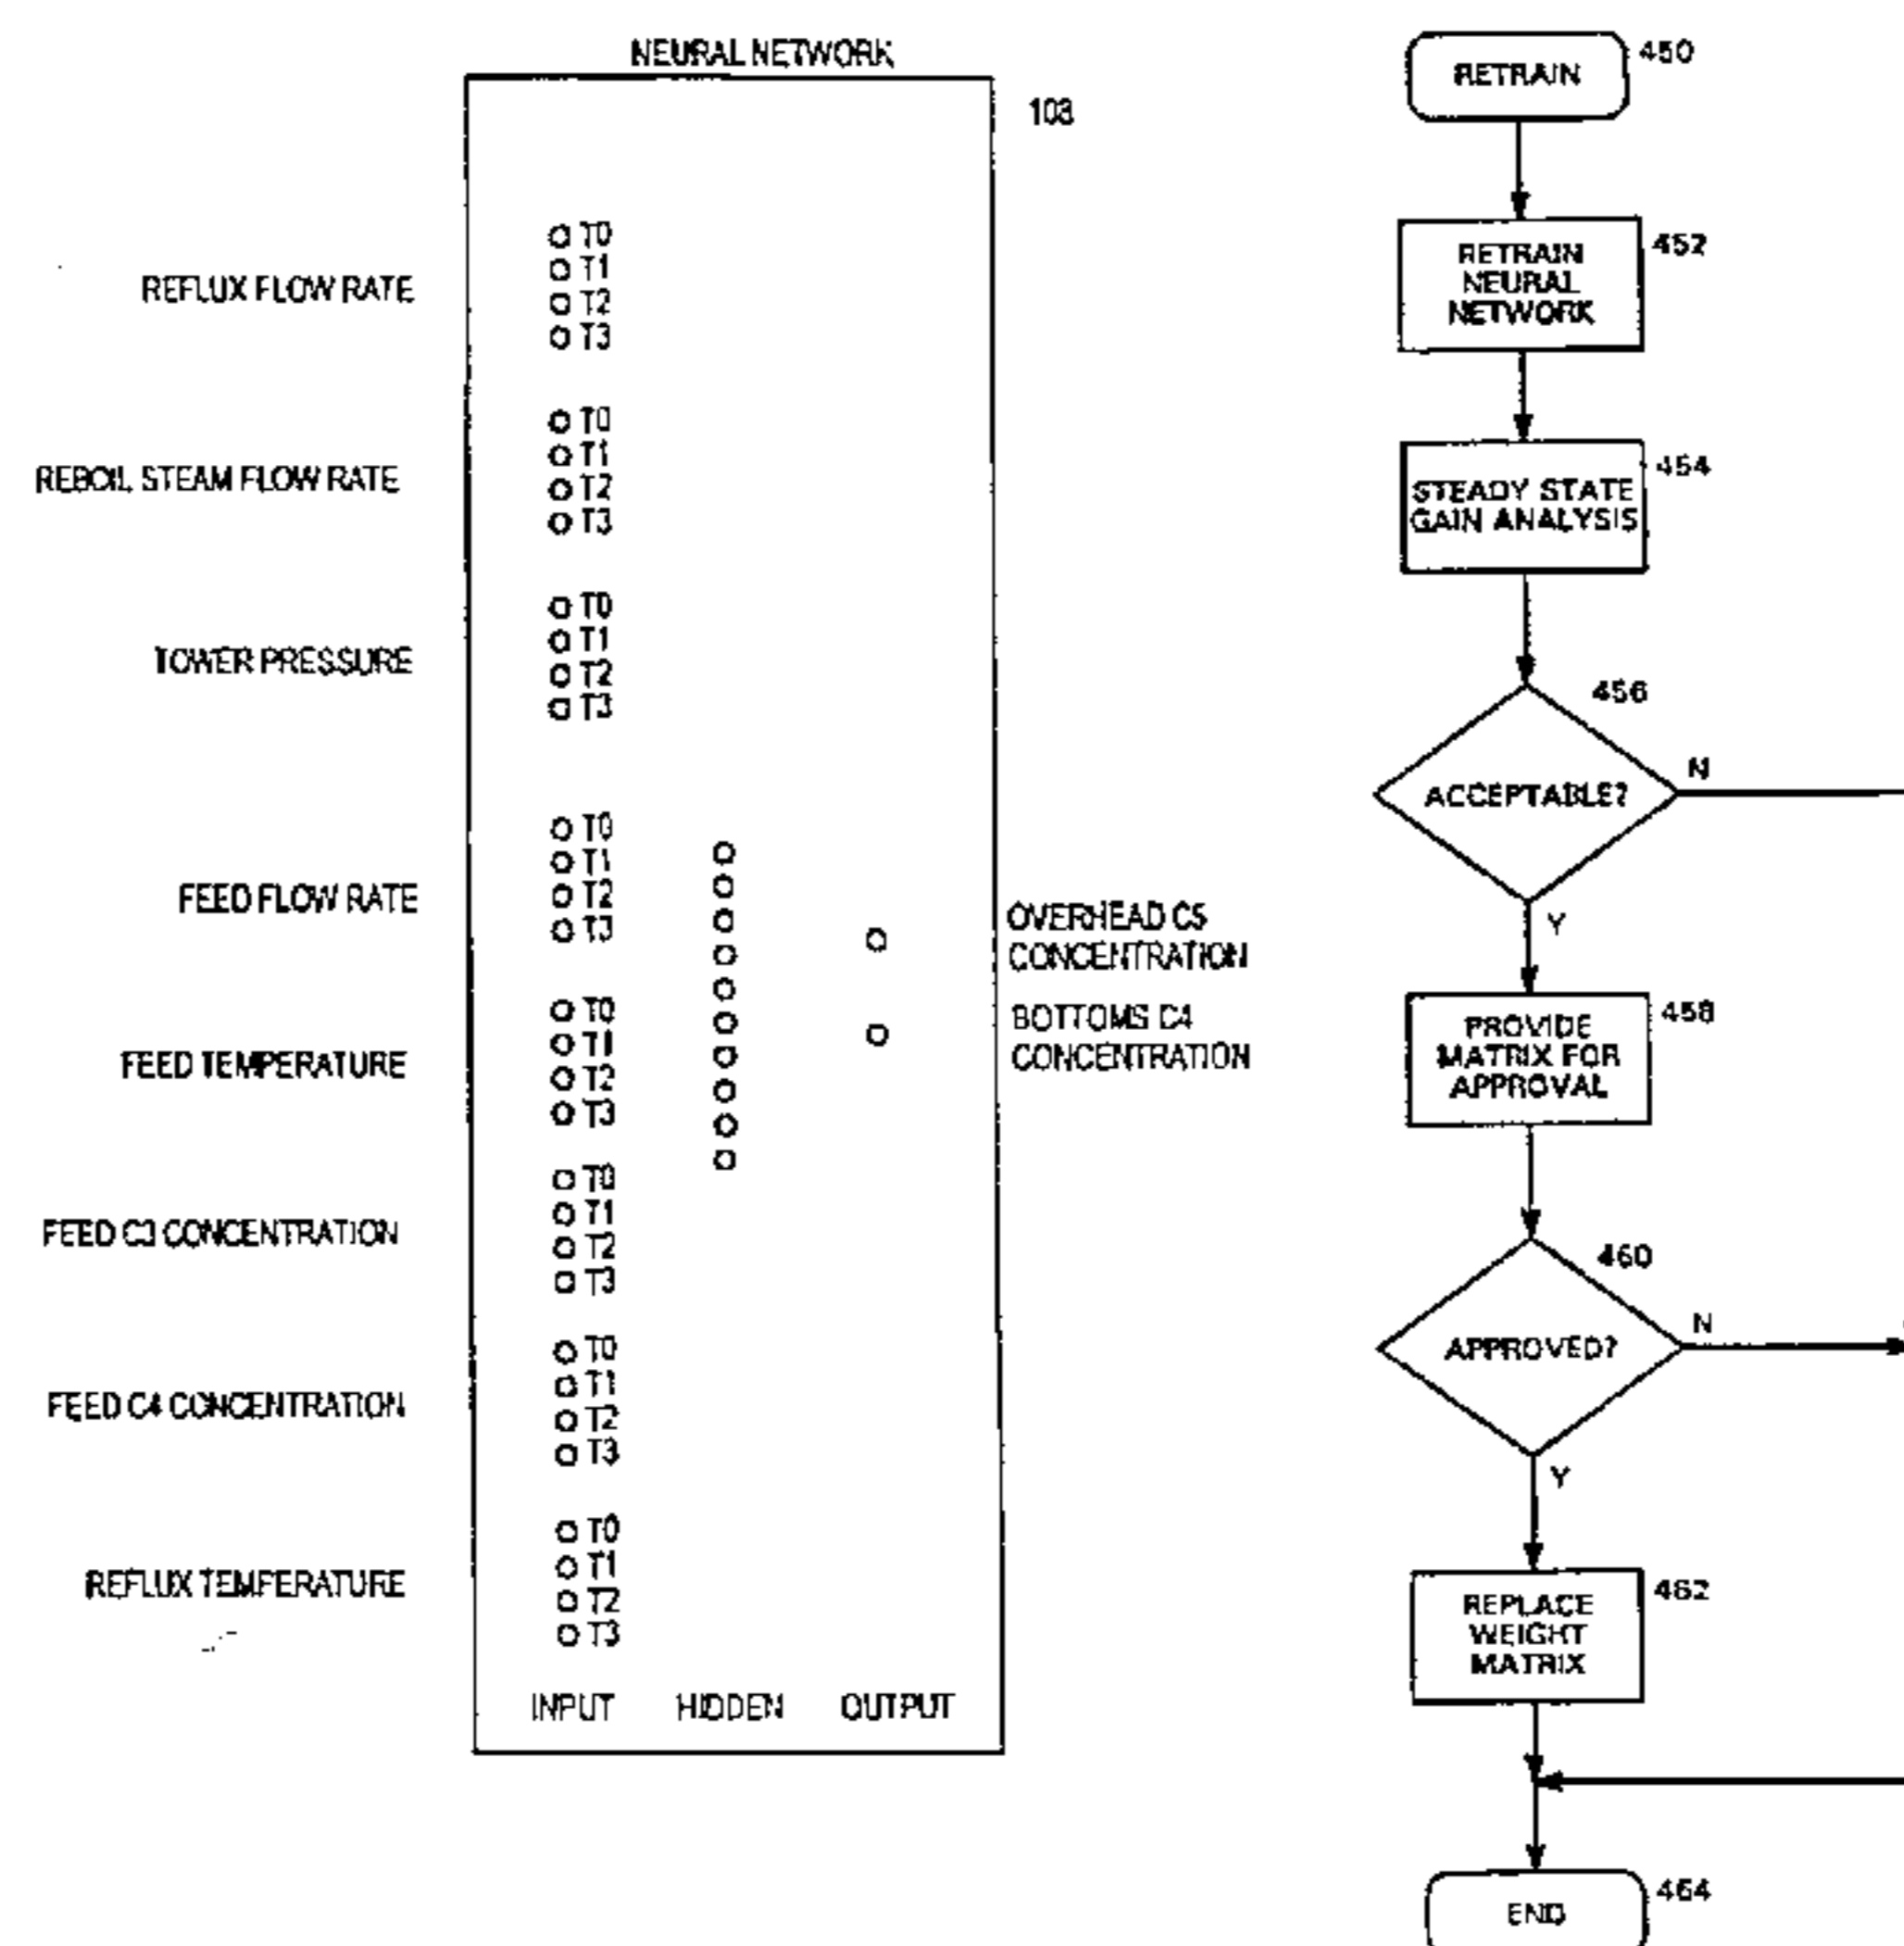 NEURAL NETWORK
103
REFLUX FLOW RATE
T0
T1
T2
T3
REBOIL STEAM FLOW RATE
T0
T1
T2
T3
TOWER PRESSURE
T0
T1
T2
T3
FEED FLOW RATE
T0
T1
T2
T3
FEED TEMPERATURE
T0
T1
T2
T3
FEED C3 CONCENTRATION
T0
T1
T2
T3
FEED C4 CONCENTRATION
T0
T1
T2
T3
REFLUX TEMPERATURE
T0
T1
T2
T3
OVERHEAD C5
CONCENTRATION
BOTTOMS C4
CONCENTRATION
INPUT HIDDEN OUTPUT
RETRAIN
450
RETRAIN
NEURAL
NETWORK
452
STEADY STATE
GAIN ANALYSIS
454
ACCEPTABLE?
456
N
Y
PROVIDE
MATRIX FOR
APPROVAL
458
APPROVED?
460
N
Y
REPLACE
WEIGHT
MATRIX
462
END
464